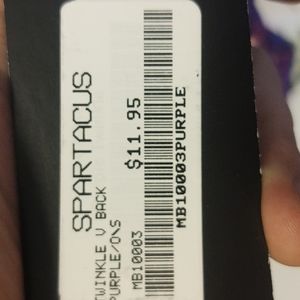 SPARTACUS
TWINKLE V BACK
PURPLE/O\S
$11.95
MB10003
MB10003PURPLE